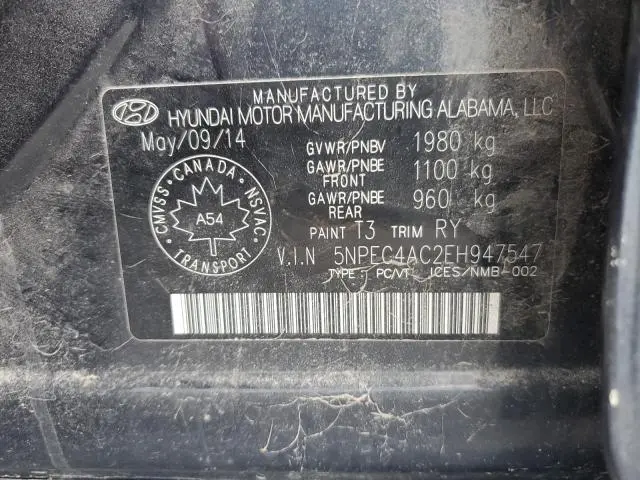 MANUFACTURED BY
HYUNDAI MOTOR MANUFACTURING ALABAMA, LLC
May/09/14
GVWR/PNBV 1980 kg
GAWR/PNBE FRONT 1100 kg
GAWR/PNBE REAR 960 kg
PAINT T3 TRIM RY
CMVSS · CANADA · NSVAC
A54
TRANSPORT
V.I.N 5NPEC4AC2EH947547
TYPE : PC/VT ICES/NMB-002